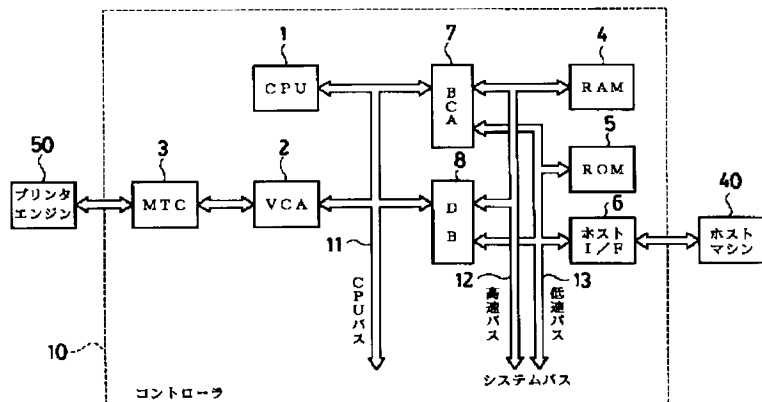 1
CPU
7
BCA
4
RAM
5
ROM
50
プリンタ
エンジン
3
MTC
2
VCA
8
DB
6
ホスト
I/F
40
ホスト
マシン
11
CPUバス
12
高速バス
13
低速バス
10
コントローラ
システムバス